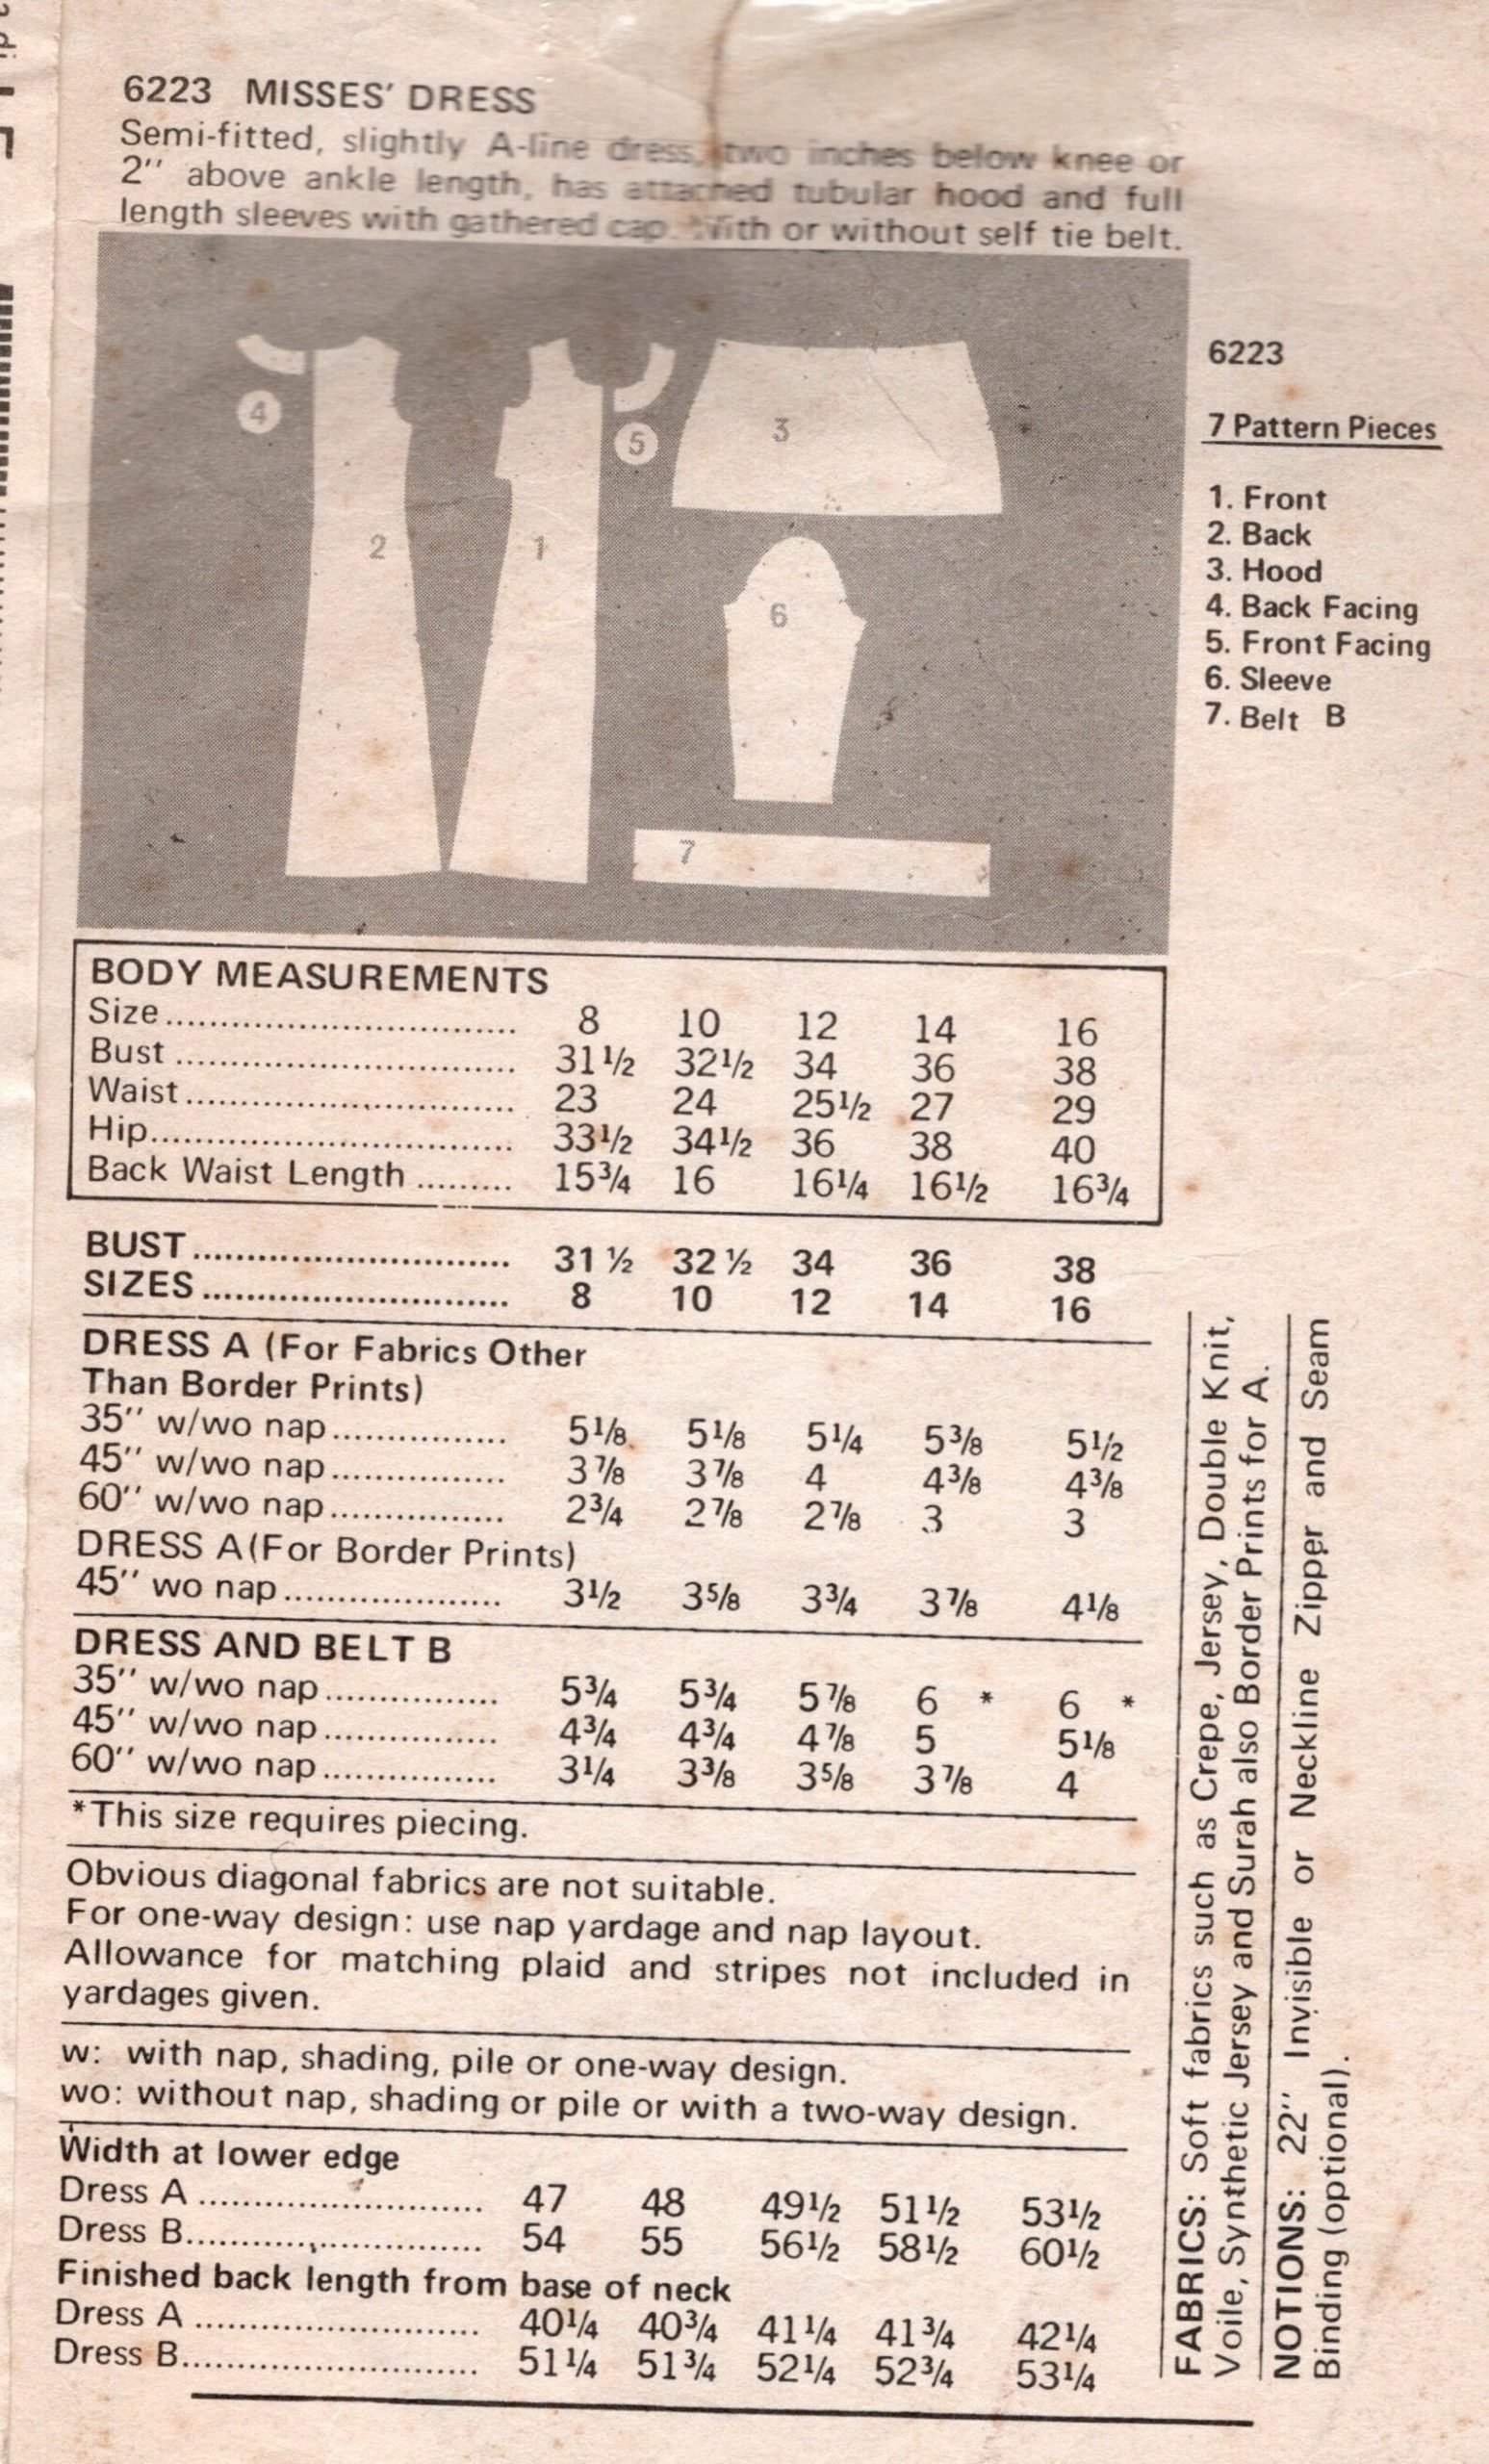 6223 MISSES' DRESS
Semi-fitted, slightly A-line dress, two inches below knee or
2" above ankle length, has attached tubular hood and full
length sleeves with gathered cap. With or without self tie belt.
4
2
1
5
3
6
7
6223
7 Pattern Pieces
1. Front
2. Back
3. Hood
4. Back Facing
5. Front Facing
6. Sleeve
7. Belt B
BODY MEASUREMENTS
Size................................ 8 10 12 14 16
Bust ............................... 31½ 32½ 34 36 38
Waist.............................. 23 24 25½ 27 29
Hip................................. 33½ 34½ 36 38 40
Back Waist Length ......... 15¾ 16 16¼ 16½ 16¾
BUST.............................. 31 ½ 32 ½ 34 36 38
SIZES............................. 8 10 12 14 16
DRESS A (For Fabrics Other
Than Border Prints)
35" w/wo nap................ 5⅛ 5⅛ 5¼ 5⅜ 5½
45" w/wo nap................ 3⅞ 3⅞ 4 4⅜ 4⅜
60" w/wo nap................ 2¾ 2⅞ 2⅞ 3 3
DRESS A(For Border Prints)
45" wo nap.................... 3½ 3⅝ 3¾ 3⅞ 4⅛
DRESS AND BELT B
35" w/wo nap................ 5¾ 5¾ 5⅞ 6 * 6 *
45" w/wo nap................ 4¾ 4¾ 4⅞ 5 5⅛
60" w/wo nap................ 3¼ 3⅜ 3⅝ 3⅞ 4
*This size requires piecing.
Obvious diagonal fabrics are not suitable.
For one-way design: use nap yardage and nap layout.
Allowance for matching plaid and stripes not included in
yardages given.
w: with nap, shading, pile or one-way design.
wo: without nap, shading or pile or with a two-way design.
Width at lower edge
Dress A .......................... 47 48 49½ 51½ 53½
Dress B........................... 54 55 56½ 58½ 60½
Finished back length from base of neck
Dress A .......................... 40¼ 40¾ 41¼ 41¾ 42¼
Dress B........................... 51¼ 51¾ 52¼ 52¾ 53¼
FABRICS: Soft fabrics such as Crepe, Jersey, Double Knit,
Voile, Synthetic Jersey and Surah also Border Prints for A.
NOTIONS: 22" Invisible or Neckline Zipper and Seam
Binding (optional).